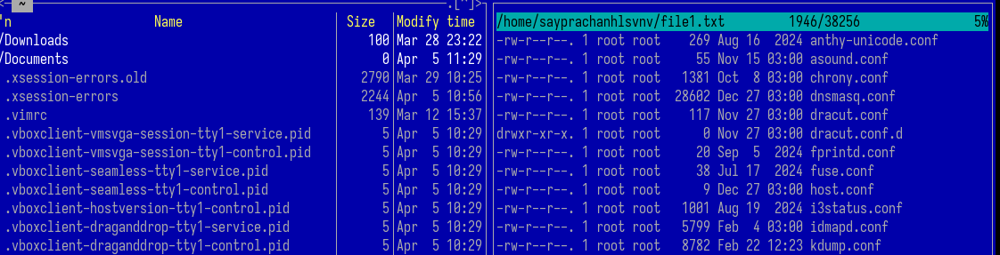 ~ .[^]>
'n Name Size Modify time /home/sayprachanhlsvnv/file1.txt 1946/38256 5%
/Downloads 100 Mar 28 23:22 -rw-r--r--. 1 root root 269 Aug 16 2024 anthy-unicode.conf
/Documents 0 Apr 5 11:29 -rw-r--r--. 1 root root 55 Nov 15 03:00 asound.conf
.xsession-errors.old 2790 Mar 29 10:25 -rw-r--r--. 1 root root 1381 Oct 8 03:00 chrony.conf
.xsession-errors 2244 Apr 5 10:56 -rw-r--r--. 1 root root 28602 Dec 27 03:00 dnsmasq.conf
.vimrc 139 Mar 12 15:37 -rw-r--r--. 1 root root 117 Nov 27 03:00 dracut.conf
.vboxclient-vmsvga-session-tty1-service.pid 5 Apr 5 10:29 drwxr-xr-x. 1 root root 0 Nov 27 03:00 dracut.conf.d
.vboxclient-vmsvga-session-tty1-control.pid 5 Apr 5 10:29 -rw-r--r--. 1 root root 20 Sep 5 2024 fprintd.conf
.vboxclient-seamless-tty1-service.pid 5 Apr 5 10:29 -rw-r--r--. 1 root root 38 Jul 17 2024 fuse.conf
.vboxclient-seamless-tty1-control.pid 5 Apr 5 10:29 -rw-r--r--. 1 root root 9 Dec 27 03:00 host.conf
.vboxclient-hostversion-tty1-control.pid 5 Apr 5 10:29 -rw-r--r--. 1 root root 1001 Aug 19 2024 i3status.conf
.vboxclient-draganddrop-tty1-service.pid 5 Apr 5 10:29 -rw-r--r--. 1 root root 5799 Feb 4 03:00 idmapd.conf
.vboxclient-draganddrop-tty1-control.pid 5 Apr 5 10:29 -rw-r--r--. 1 root root 8782 Feb 22 12:23 kdump.conf